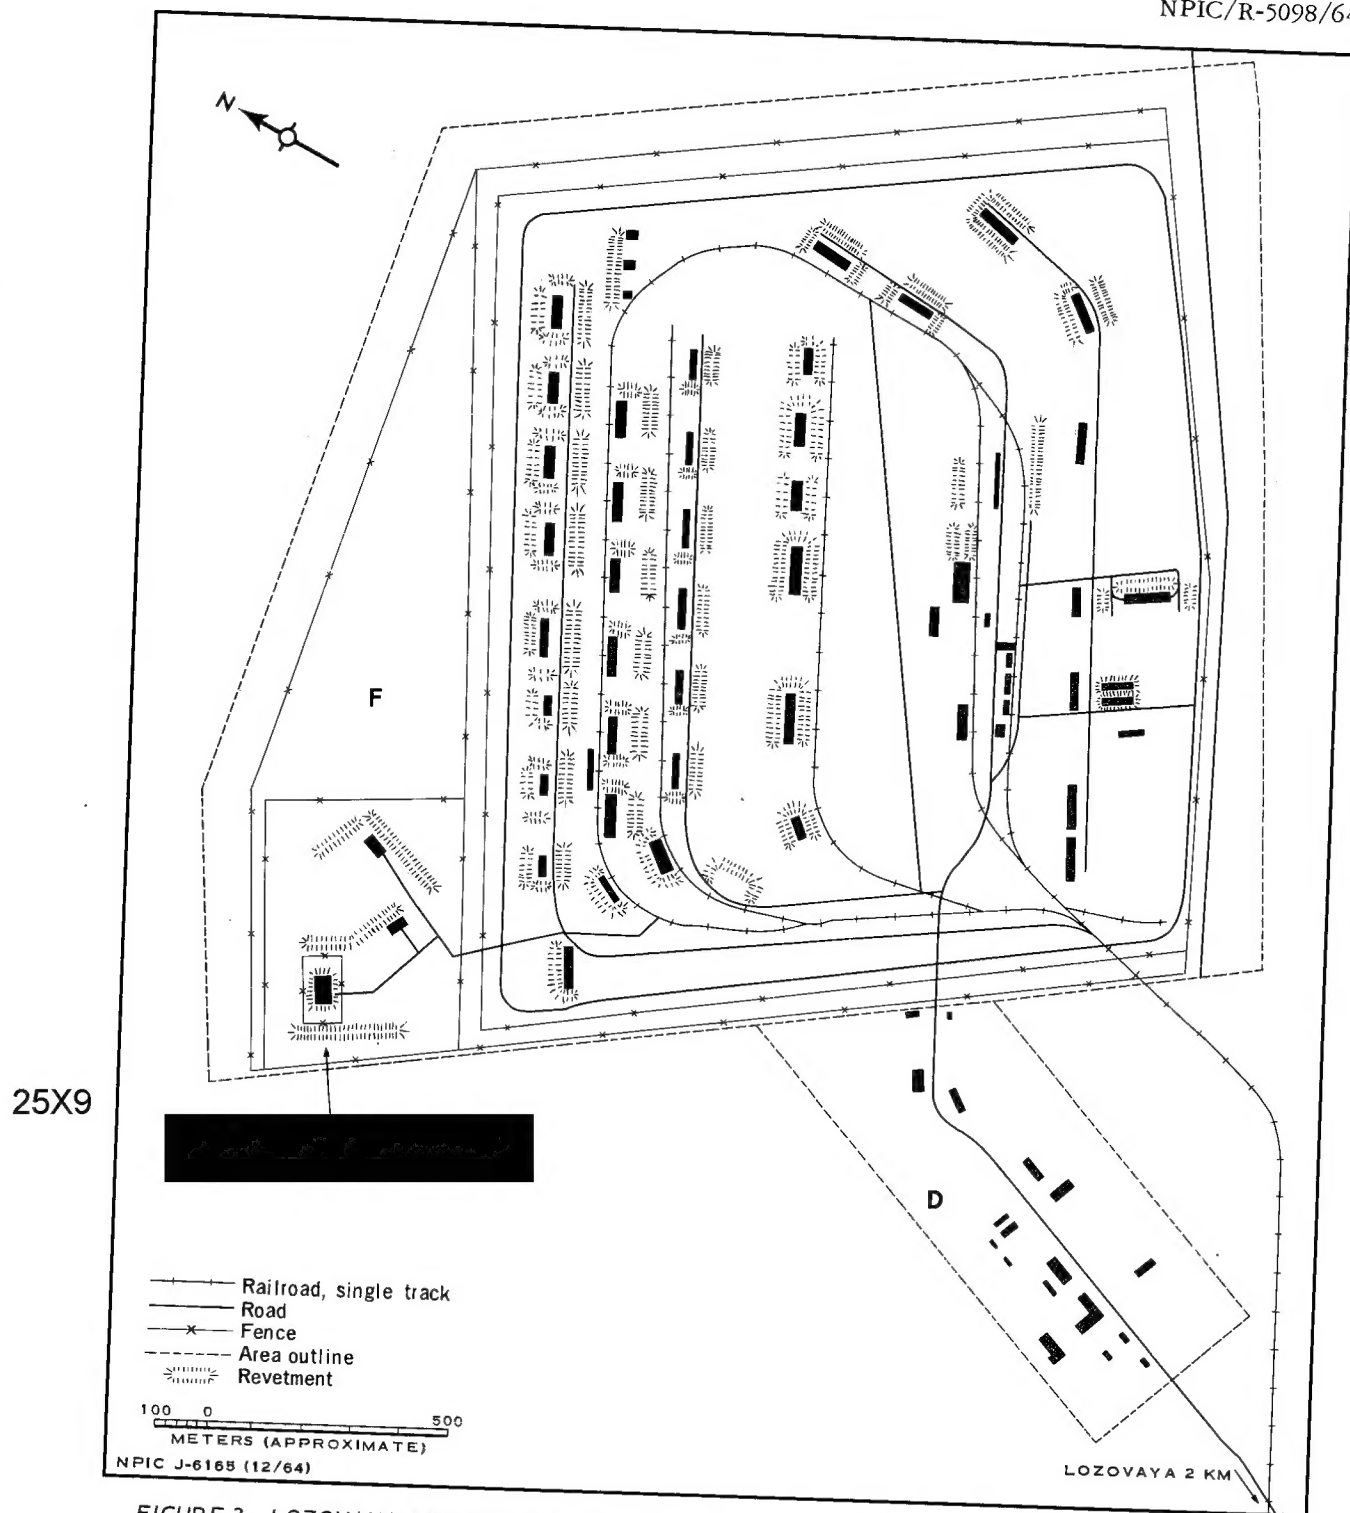 NPIC/R-5098/64
N
F
25X9
D
Railroad, single track
Road
Fence
Area outline
Revetment
100 0 500
METERS (APPROXIMATE)
NPIC J-6165 (12/64)
LOZOVAYA 2 KM
FIGURE